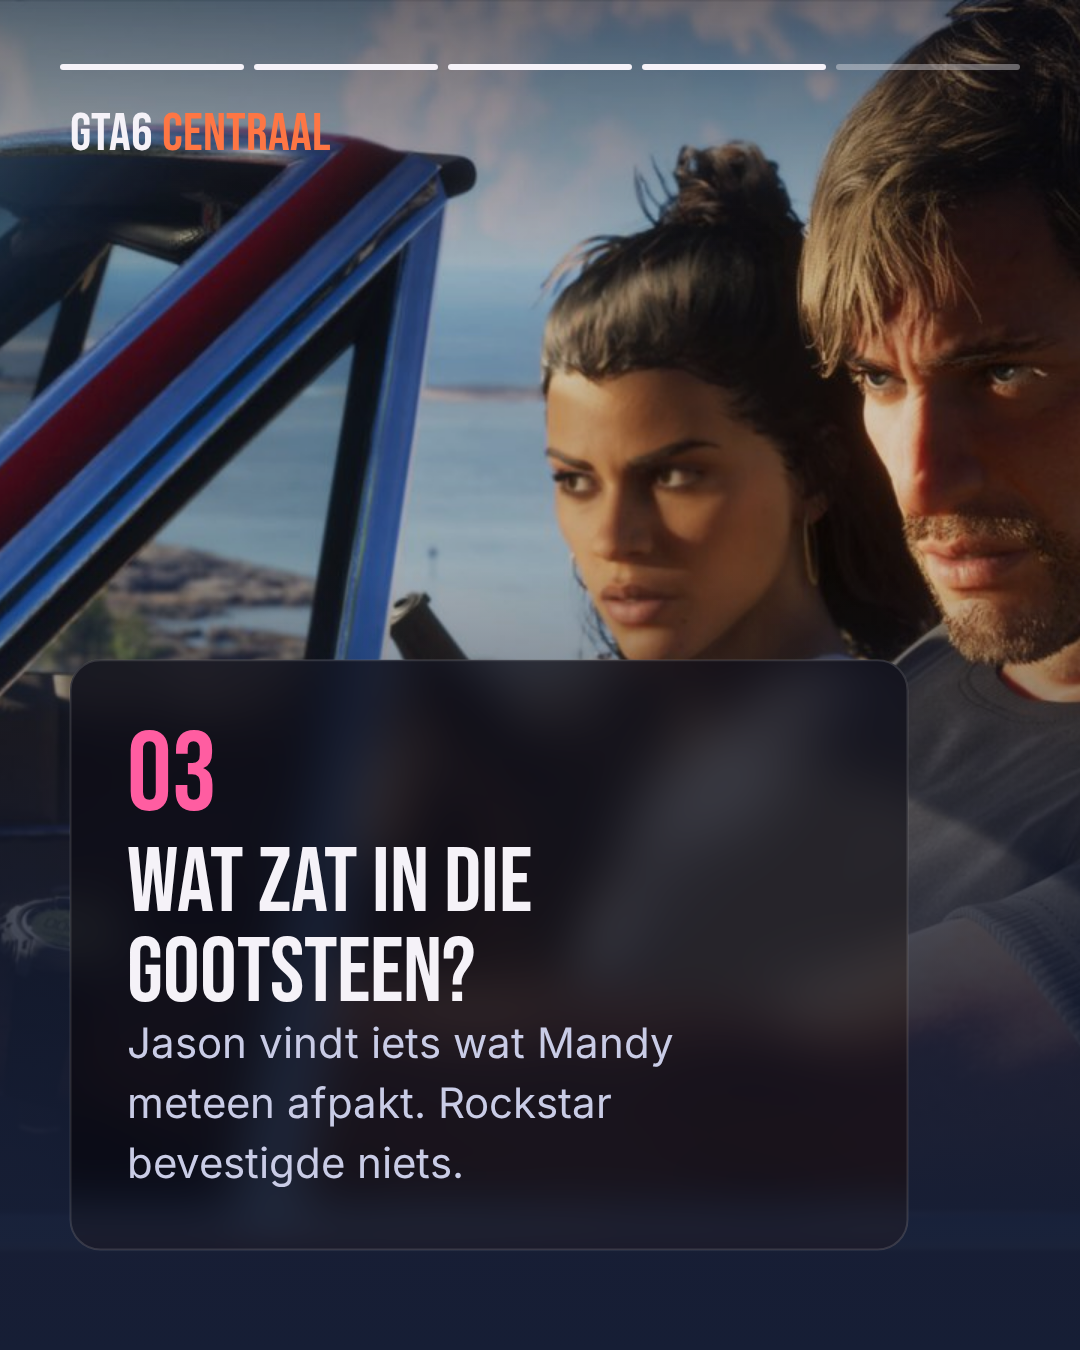 GTA6 CENTRAAL
03
WAT ZAT IN DIE
GOOTSTEEN?
Jason vindt iets wat Mandy
meteen afpakt. Rockstar
bevestigde niets.